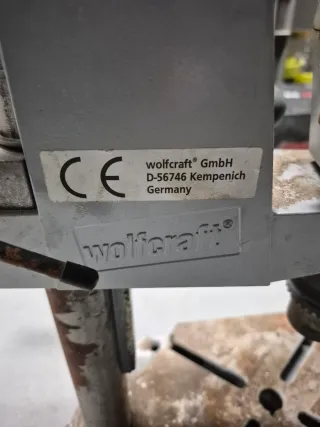 CE
wolfcraft® GmbH
D-56746 Kempenich
Germany
wolfcraft®